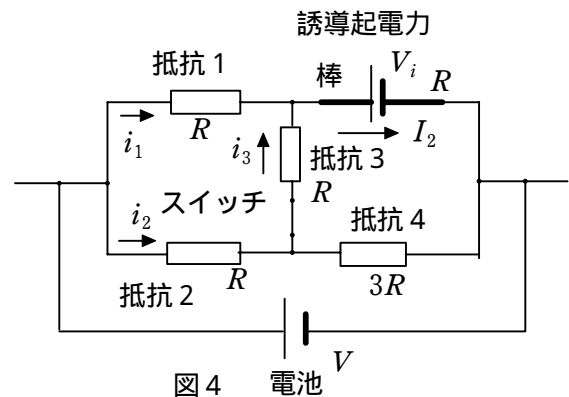 誘導起電力
抵抗 1 棒 V_i R
R
i_1 i_3 抵抗 3 I_2
R
i_2 スイッチ 抵抗 4
抵抗 2 R 3R
V
図 4 電池